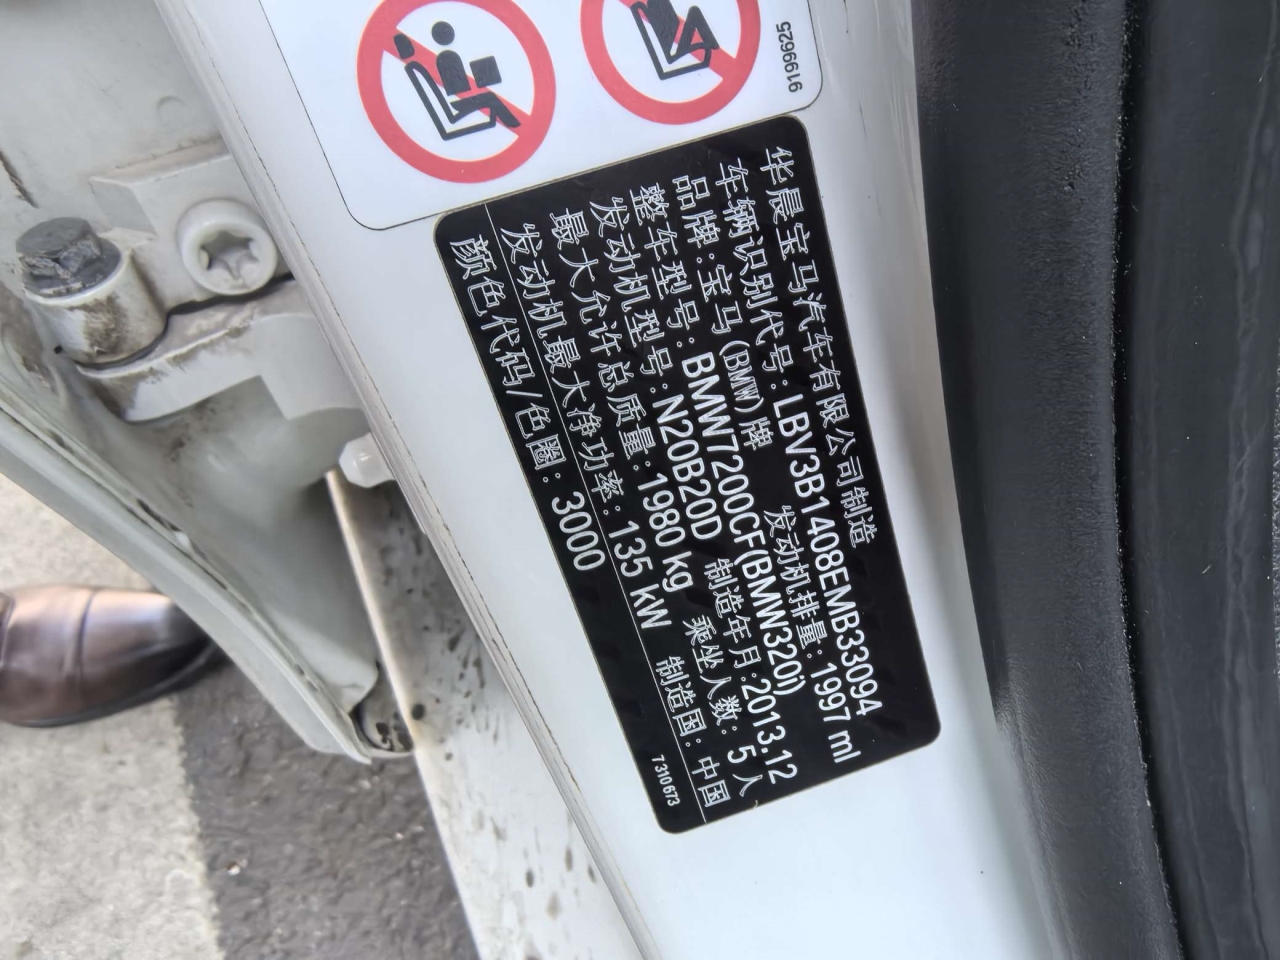 9199625
华晨宝马汽车有限公司制造
车辆识别代号:LBV3B1408EMB33094
品牌:宝马(BMW)牌 发动机排量:1997 ml
整车型号:BMW7200CF(BMW320i)
发动机型号:N20B20D 制造年月:2013.12
最大允许总质量:1980 kg 乘坐人数:5人
发动机最大净功率:135 kW 制造国:中国
颜色代码/色圈:3000 7310673